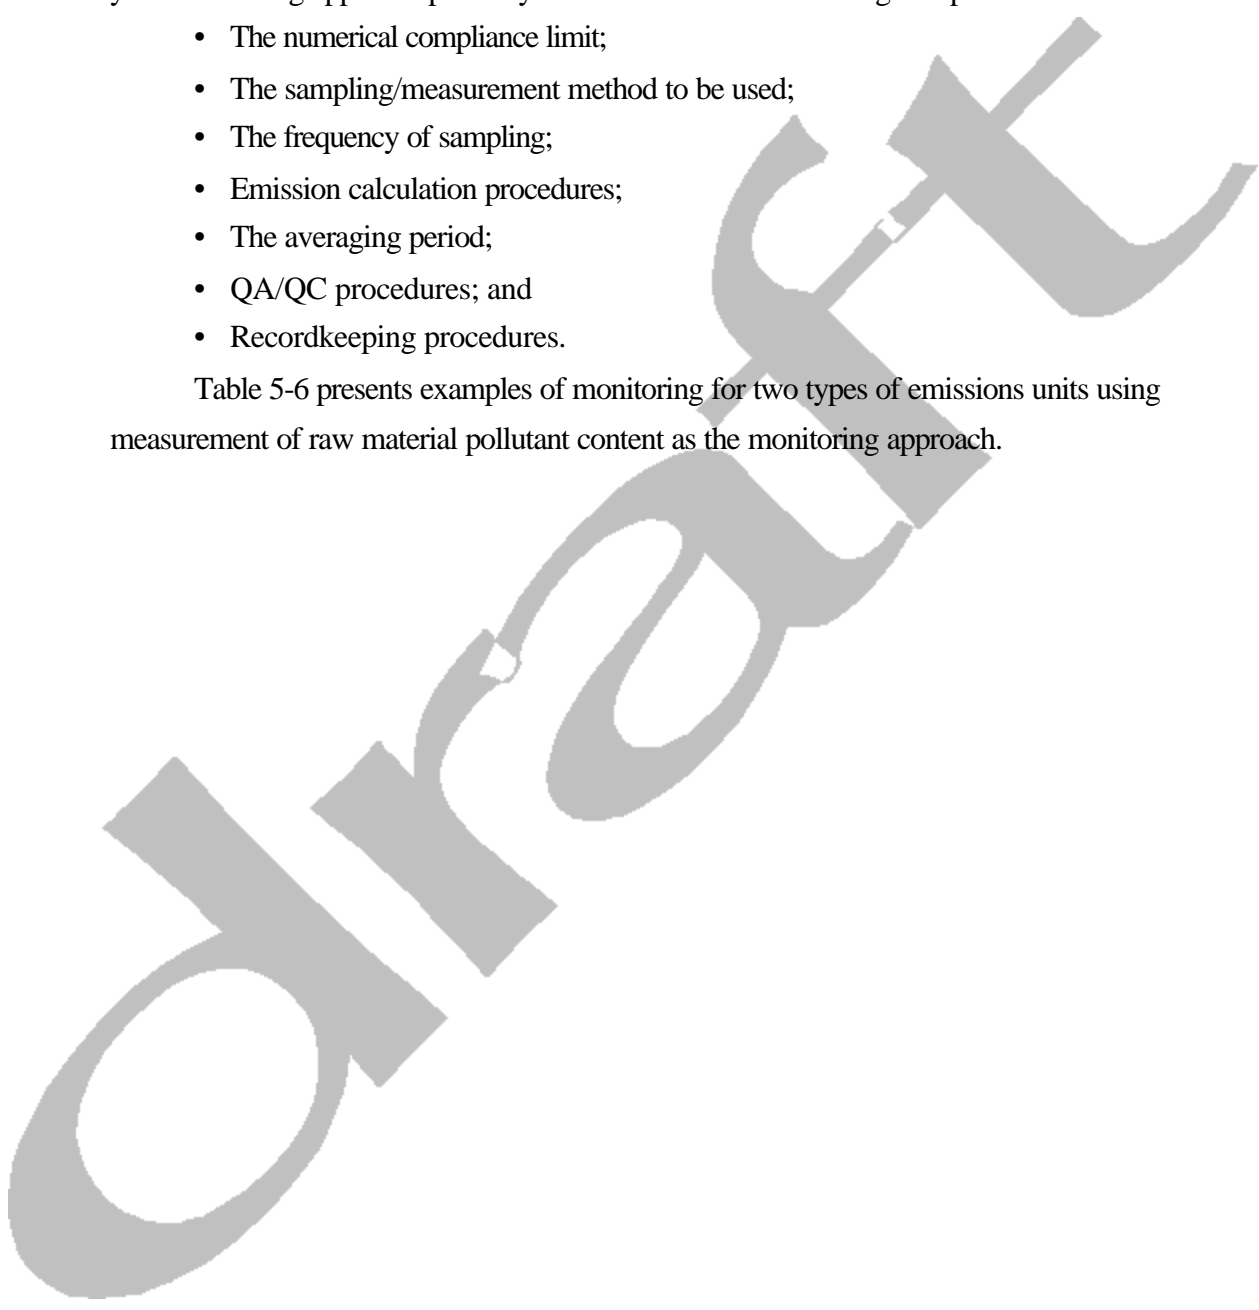 • The numerical compliance limit;
• The sampling/measurement method to be used;
• The frequency of sampling;
• Emission calculation procedures;
• The averaging period;
• QA/QC procedures; and
• Recordkeeping procedures.
Table 5-6 presents examples of monitoring for two types of emissions units using
measurement of raw material pollutant content as the monitoring approach.
draft